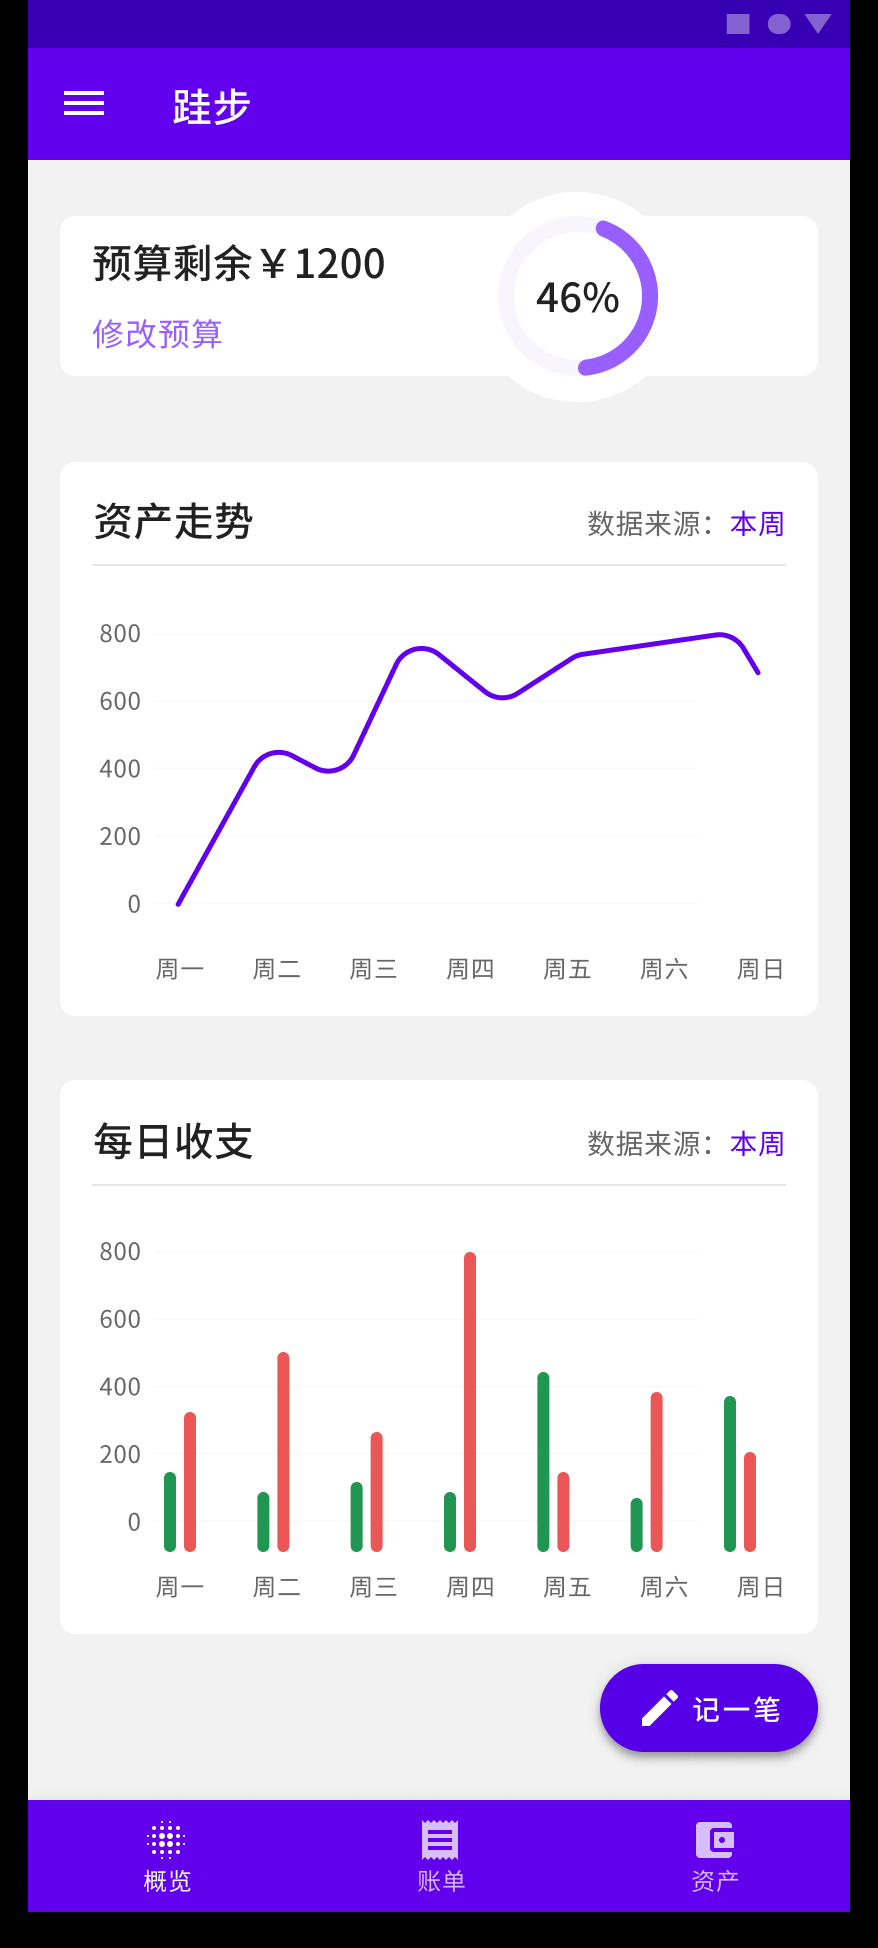 跬步
预算剩余￥1200
修改预算
46%
资产走势
数据来源：本周
800
600
400
200
0
周一 周二 周三 周四 周五 周六 周日
每日收支
数据来源：本周
800
600
400
200
0
周一 周二 周三 周四 周五 周六 周日
记一笔
概览 账单 资产